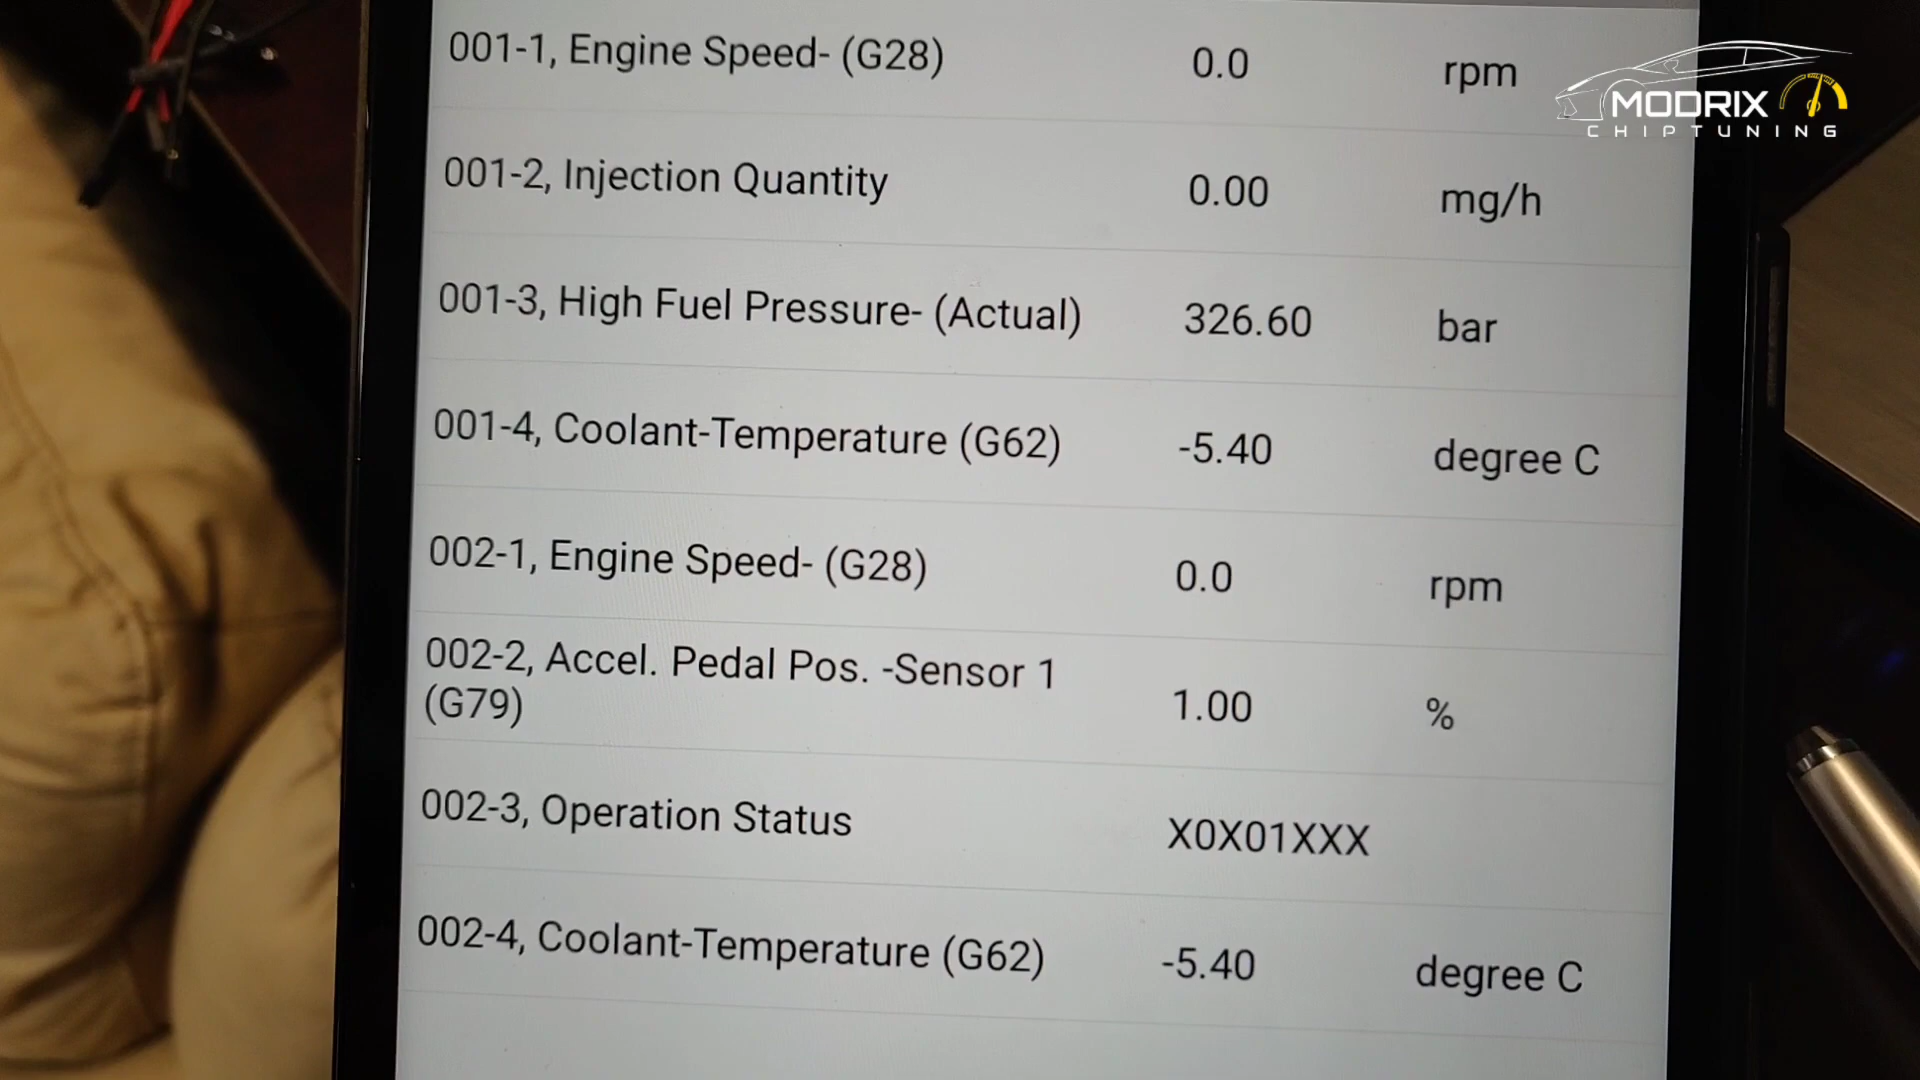 001-1, Engine Speed- (G28) 0.0 rpm
MODRIX
CHIPTUNING
001-2, Injection Quantity 0.00 mg/h
001-3, High Fuel Pressure- (Actual) 326.60 bar
001-4, Coolant-Temperature (G62) -5.40 degree C
002-1, Engine Speed- (G28) 0.0 rpm
002-2, Accel. Pedal Pos. -Sensor 1
(G79) 1.00 %
002-3, Operation Status X0X01XXX
002-4, Coolant-Temperature (G62) -5.40 degree C